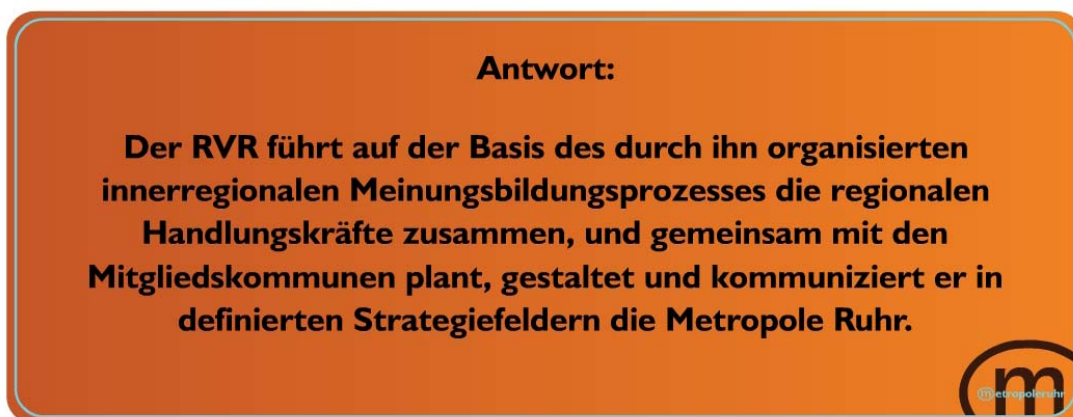 Antwort:
Der RVR führt auf der Basis des durch ihn organisierten
innerregionalen Meinungsbildungsprozesses die regionalen
Handlungskräfte zusammen, und gemeinsam mit den
Mitgliedskommunen plant, gestaltet und kommuniziert er in
definierten Strategiefeldern die Metropole Ruhr.
m
metropoleruhr